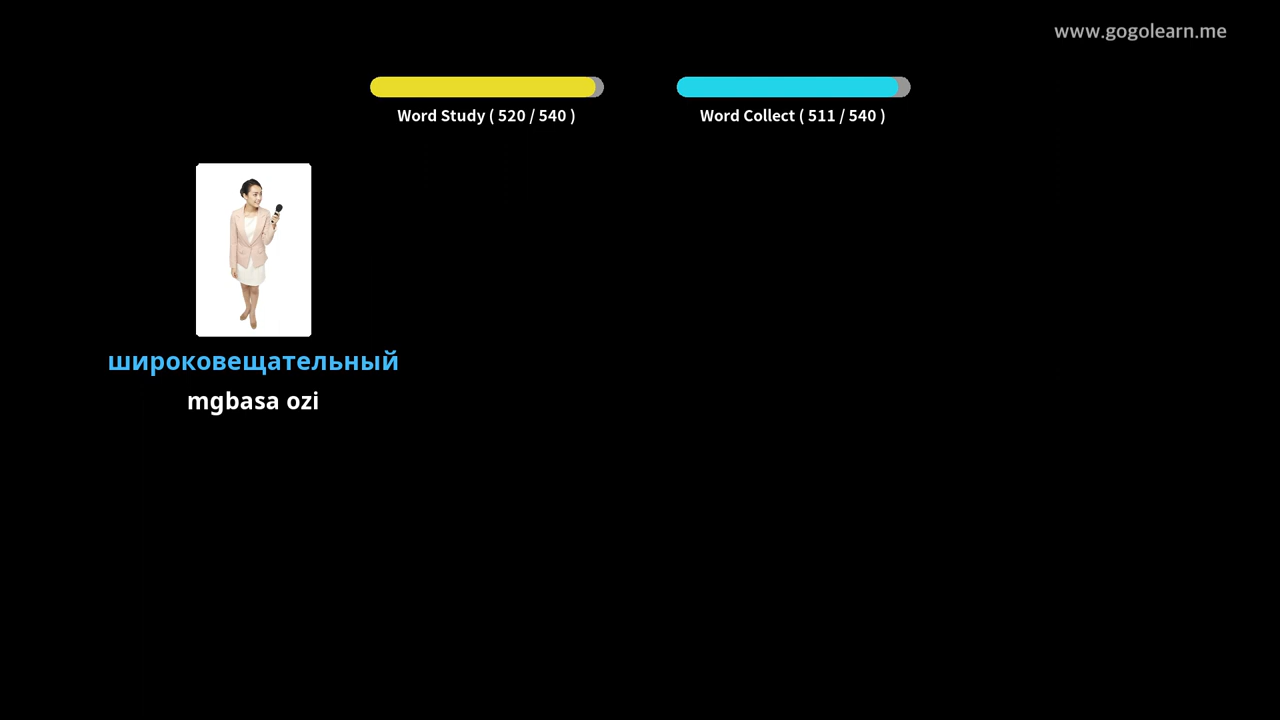 www.gogolearn.me
Word Study ( 520 / 540 )
Word Collect ( 511 / 540 )
широковещательный
mgbasa ozi